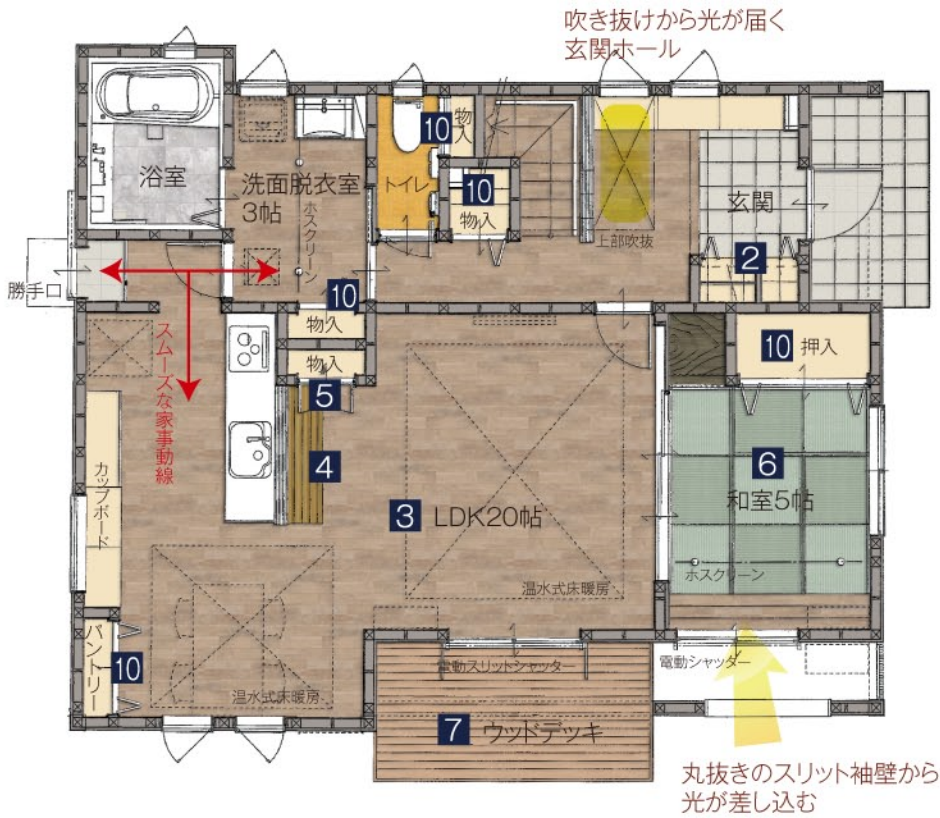 吹き抜けから光が届く
玄関ホール
浴室
洗面脱衣室
3帖
ホスクリーン
トイレ
10
物入
10
物入
上部吹抜
玄関
2
勝手口
スムーズな家事動線
10
物入
物入
5
4
10
押入
カップボード
3
LDK20帖
6
和室5帖
ホスクリーン
温水式床暖房
パントリー
10
温水式床暖房
電動スリットシャッター
電動シャッター
7
ウッドデッキ
丸抜きのスリット袖壁から
光が差し込む